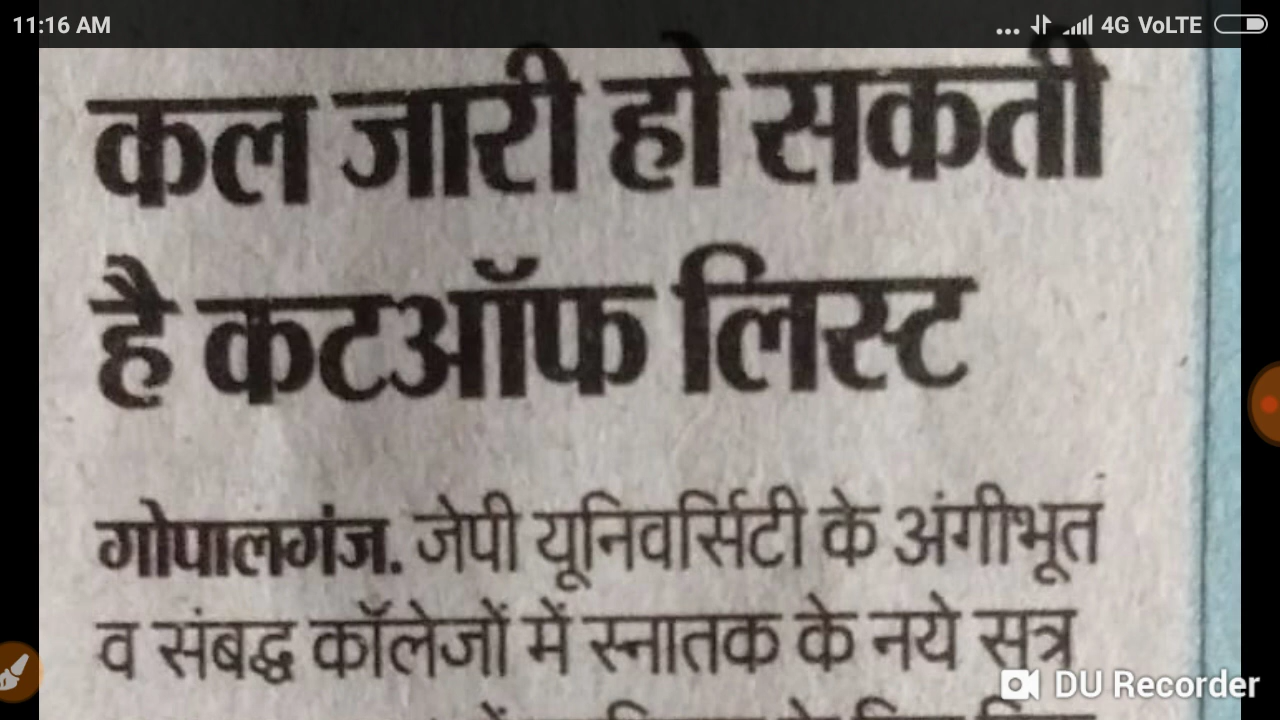 11:16 AM ... 4G VoLTE
कल जारी हो सकती
है कटऑफ लिस्ट
गोपालगंज. जेपी यूनिवर्सिटी के अंगीभूत
व संबद्ध कॉलेजों में स्नातक के नये सत्र
DU Recorder